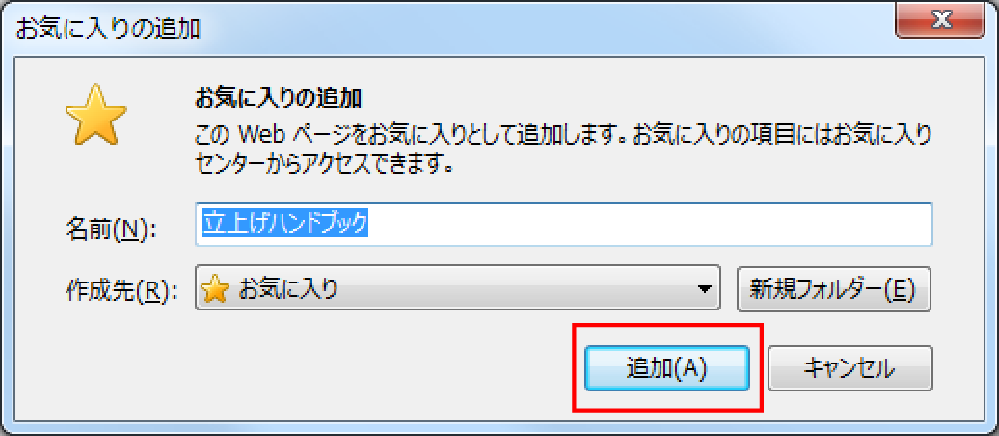 お気に入りの追加
お気に入りの追加
この Web ページをお気に入りとして追加します。お気に入りの項目にはお気に入り
センターからアクセスできます。
名前(N): 立上げハンドブック
作成先(R): お気に入り 新規フォルダー(E)
追加(A) キャンセル